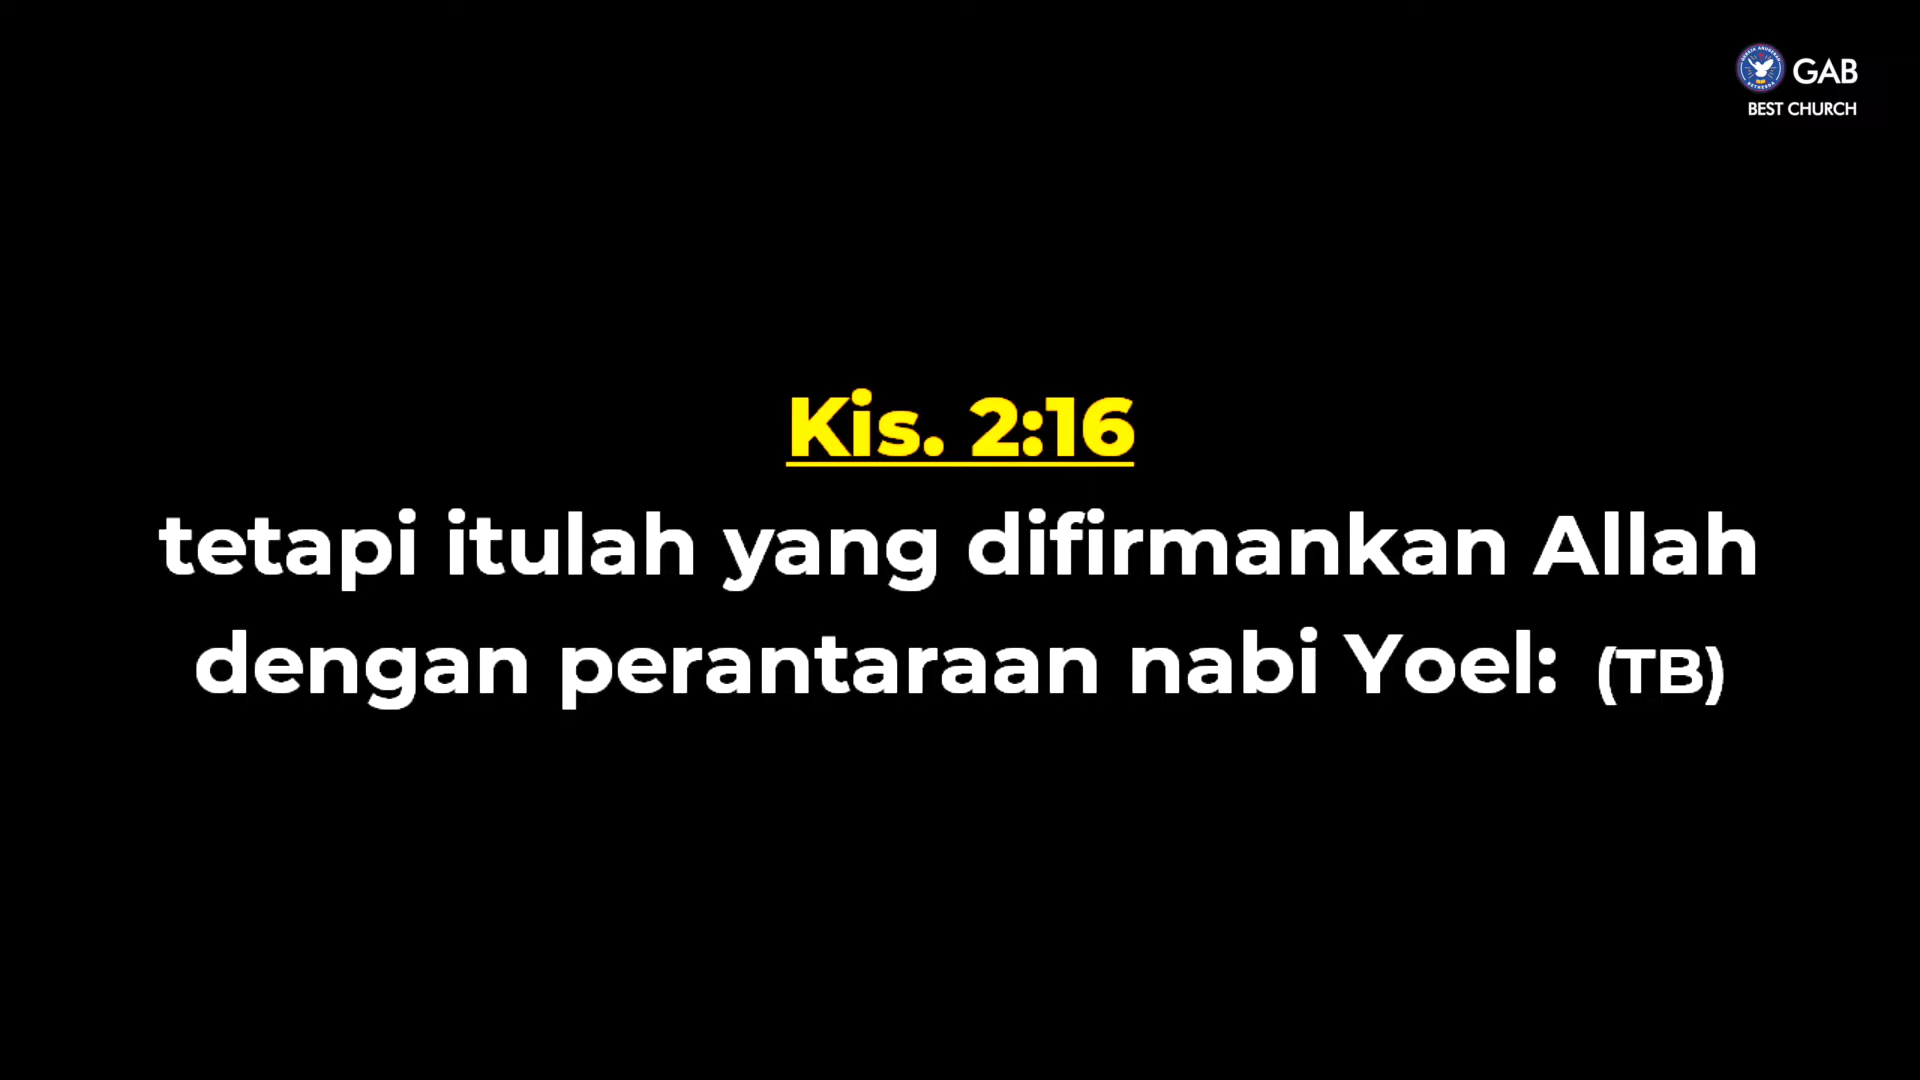 GAB
BEST CHURCH
Kis. 2:16
tetapi itulah yang difirmankan Allah
dengan perantaraan nabi Yoel: (TB)